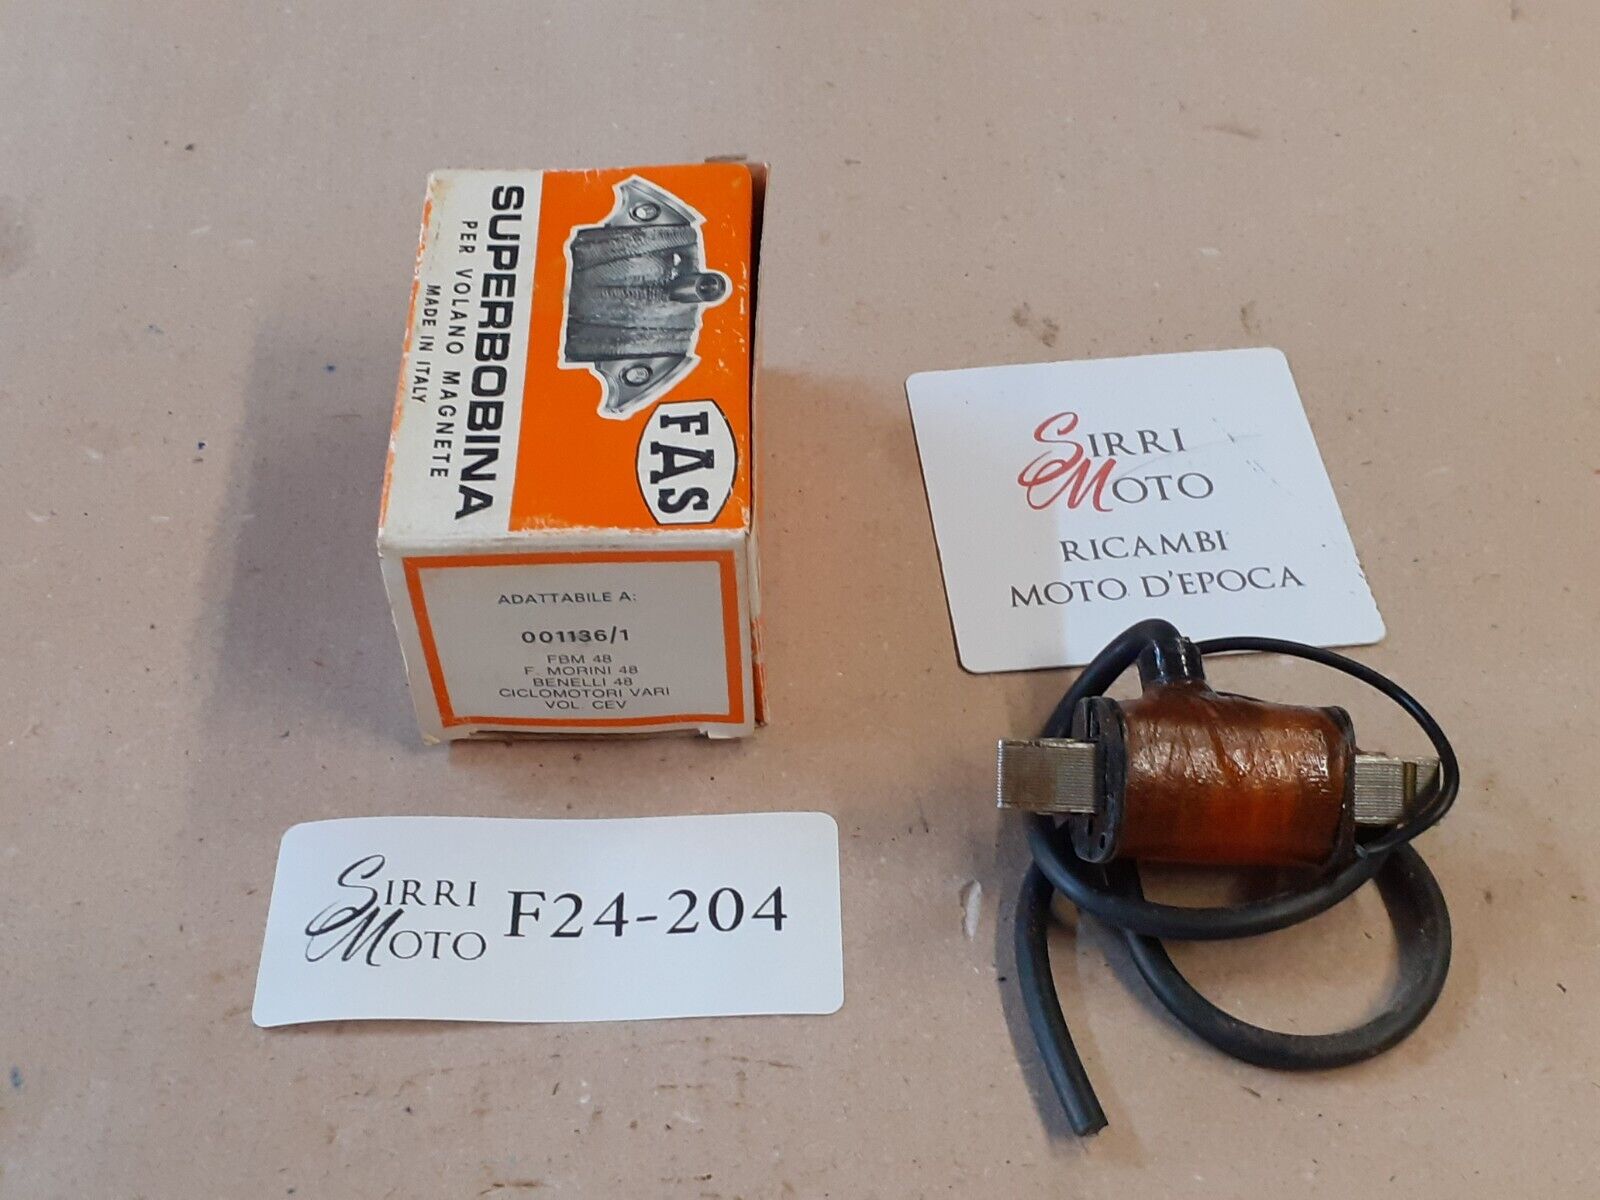 SUPERBOBINA
PER VOLANO MAGNETE
MADE IN ITALY
FAS
ADATTABILE A:
001136/1
FBM 48
F. MORINI 48
BENELLI 48
CICLOMOTORI VARI
VOL. CEV
SIRRI
MOTO
RICAMBI
MOTO D'EPOCA
SIRRI
MOTO
F24-204